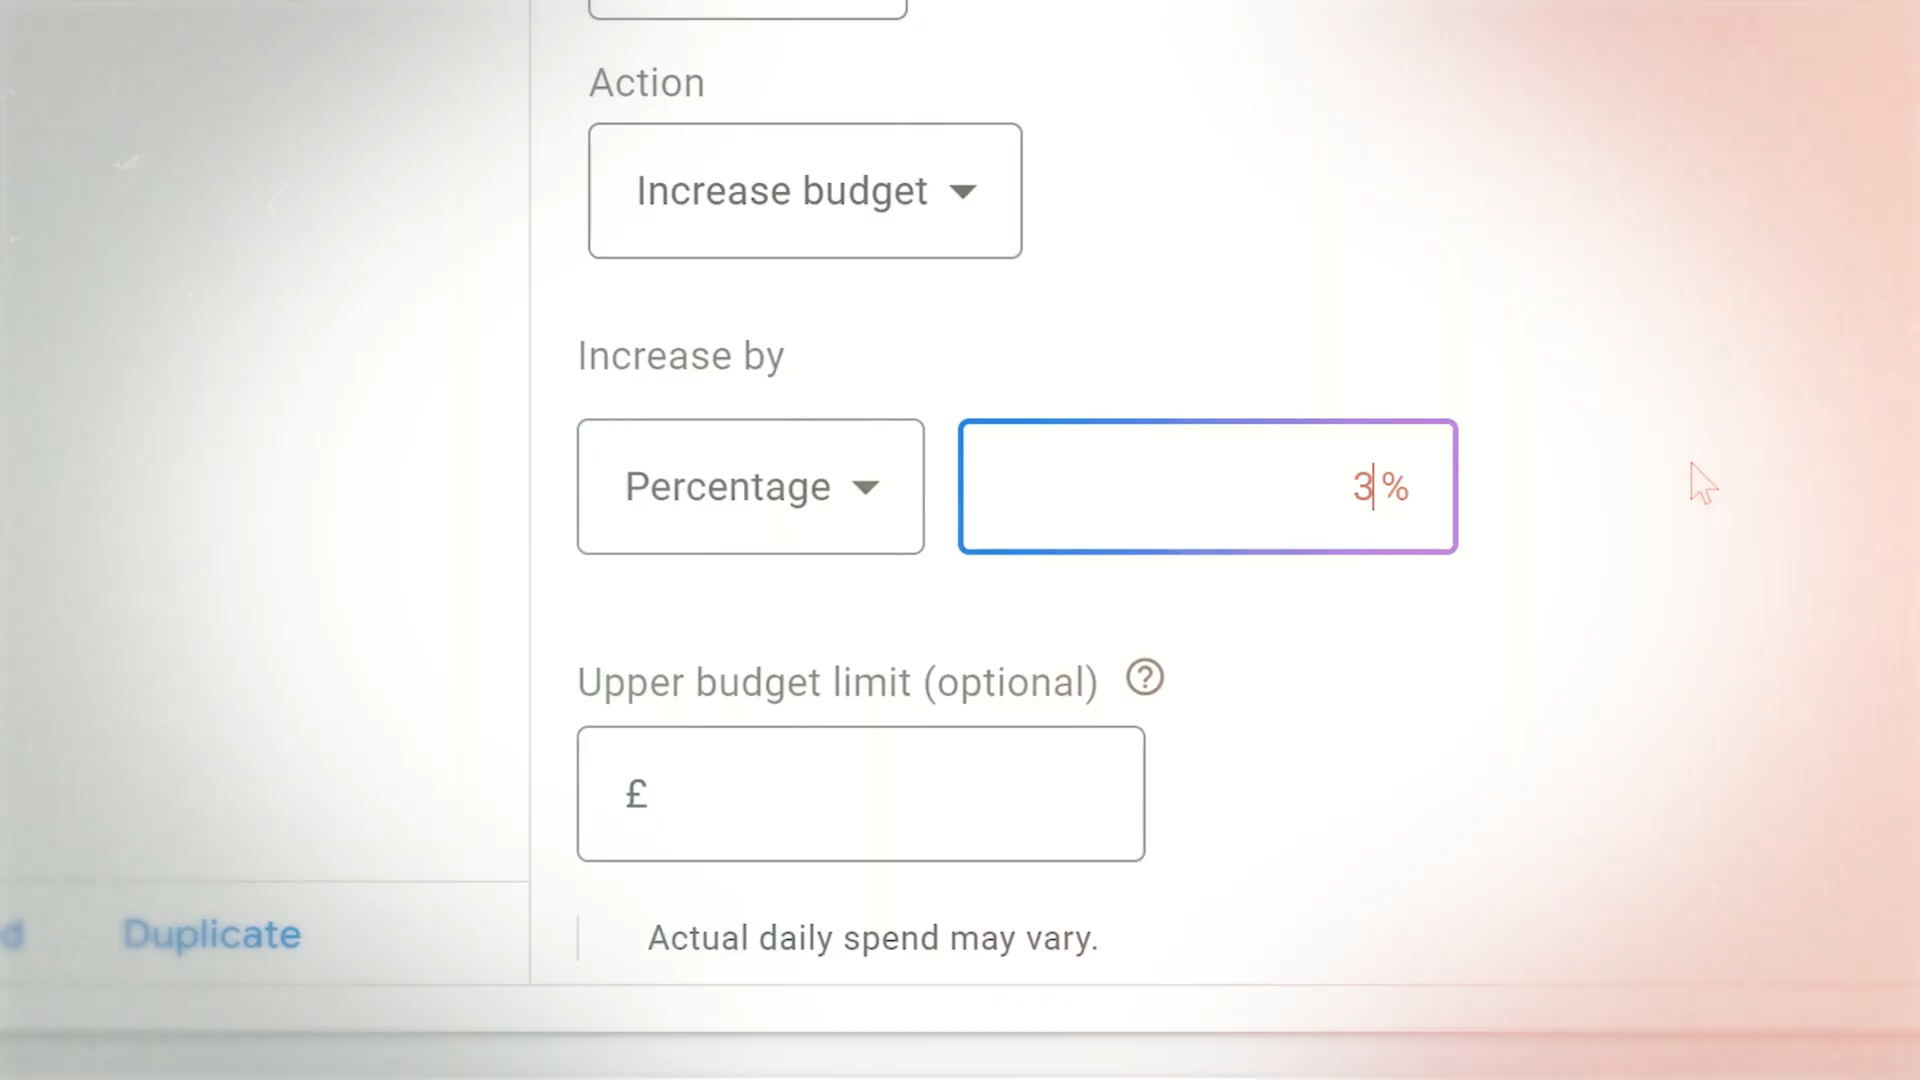 Action
Increase budget
Increase by
Percentage
3%
Upper budget limit (optional)
£
Duplicate
Actual daily spend may vary.